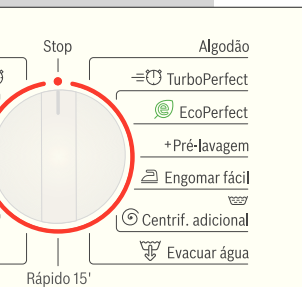 Stop
Algodão
TurboPerfect
EcoPerfect
+Pré-lavagem
Engomar fácil
Centrif. adicional
Evacuar água
Rápido 15'